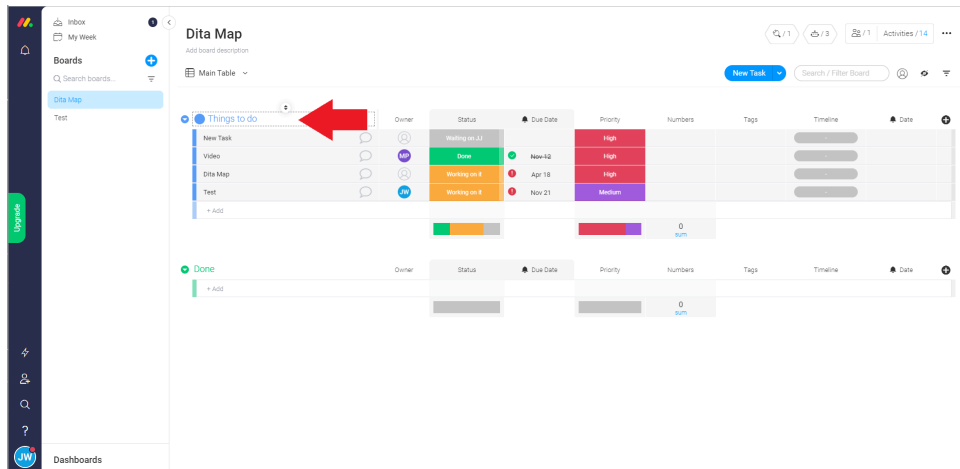 Inbox 1
My Week
Boards
Search boards...
Dita Map
Test
Upgrade
JW
Dashboards
Dita Map
Add board description
/ 1
/ 3
/ 1 Activities / 14
Main Table
New Task
Search / Filter Board
Things to do Owner Status Due Date Priority Numbers Tags Timeline Date
New Task Waiting on JJ High -
Video MP Done Nov 12 High -
Dita Map Working on it Apr 18 High -
Test JW Working on it Nov 21 Medium -
+ Add
0
sum
Done Owner Status Due Date Priority Numbers Tags Timeline Date
+ Add
0
sum